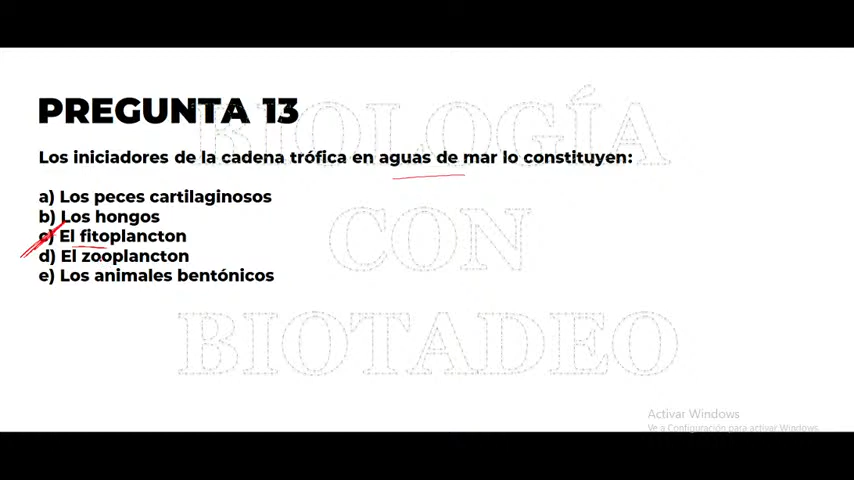 PREGUNTA 13
Los iniciadores de la cadena trófica en aguas de mar lo constituyen:
a) Los peces cartilaginosos
b) Los hongos
c) El fitoplancton
d) El zooplancton
e) Los animales bentónicos
BIOLOGÍA
CON
BIOTADEO
Activar Windows
Ve a Configuración para activar Windows.